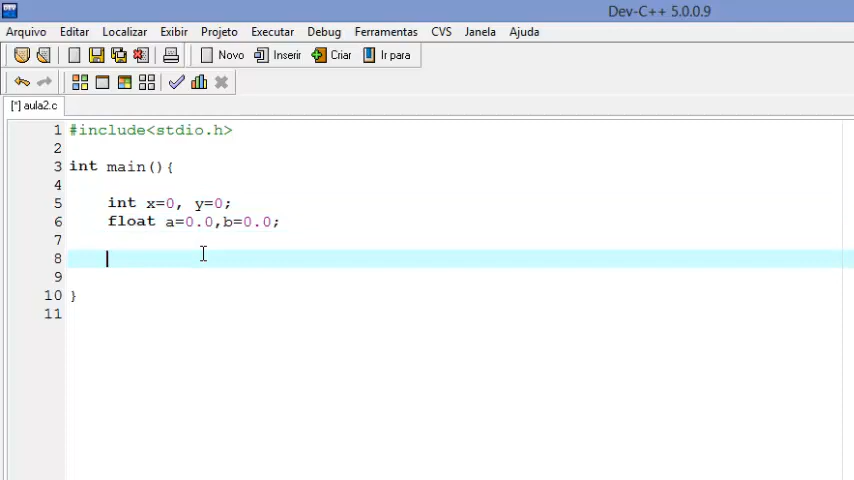 Dev-C++ 5.0.0.9
Arquivo Editar Localizar Exibir Projeto Executar Debug Ferramentas CVS Janela Ajuda
Novo Inserir Criar Ir para
[*] aula2.c
1 #include<stdio.h>
2
3 int main(){
4
5 int x=0, y=0;
6 float a=0.0,b=0.0;
7
8
9
10 }
11